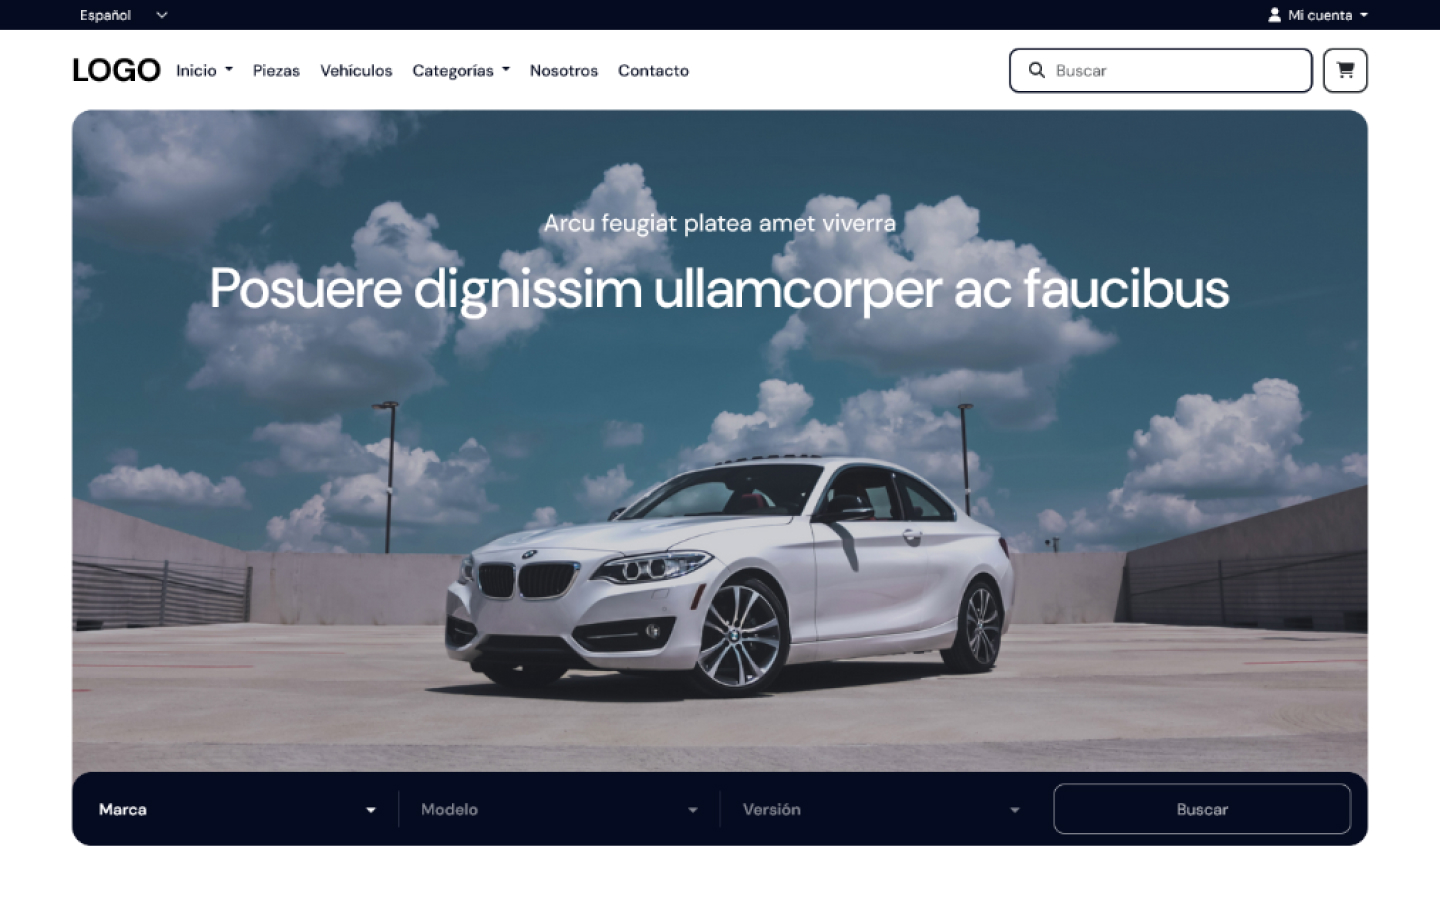 Español
Mi cuenta
LOGO
Inicio
Piezas
Vehículos
Categorías
Nosotros
Contacto
Buscar
Arcu feugiat platea amet viverra
Posuere dignissim ullamcorper ac faucibus
Marca
Modelo
Versión
Buscar